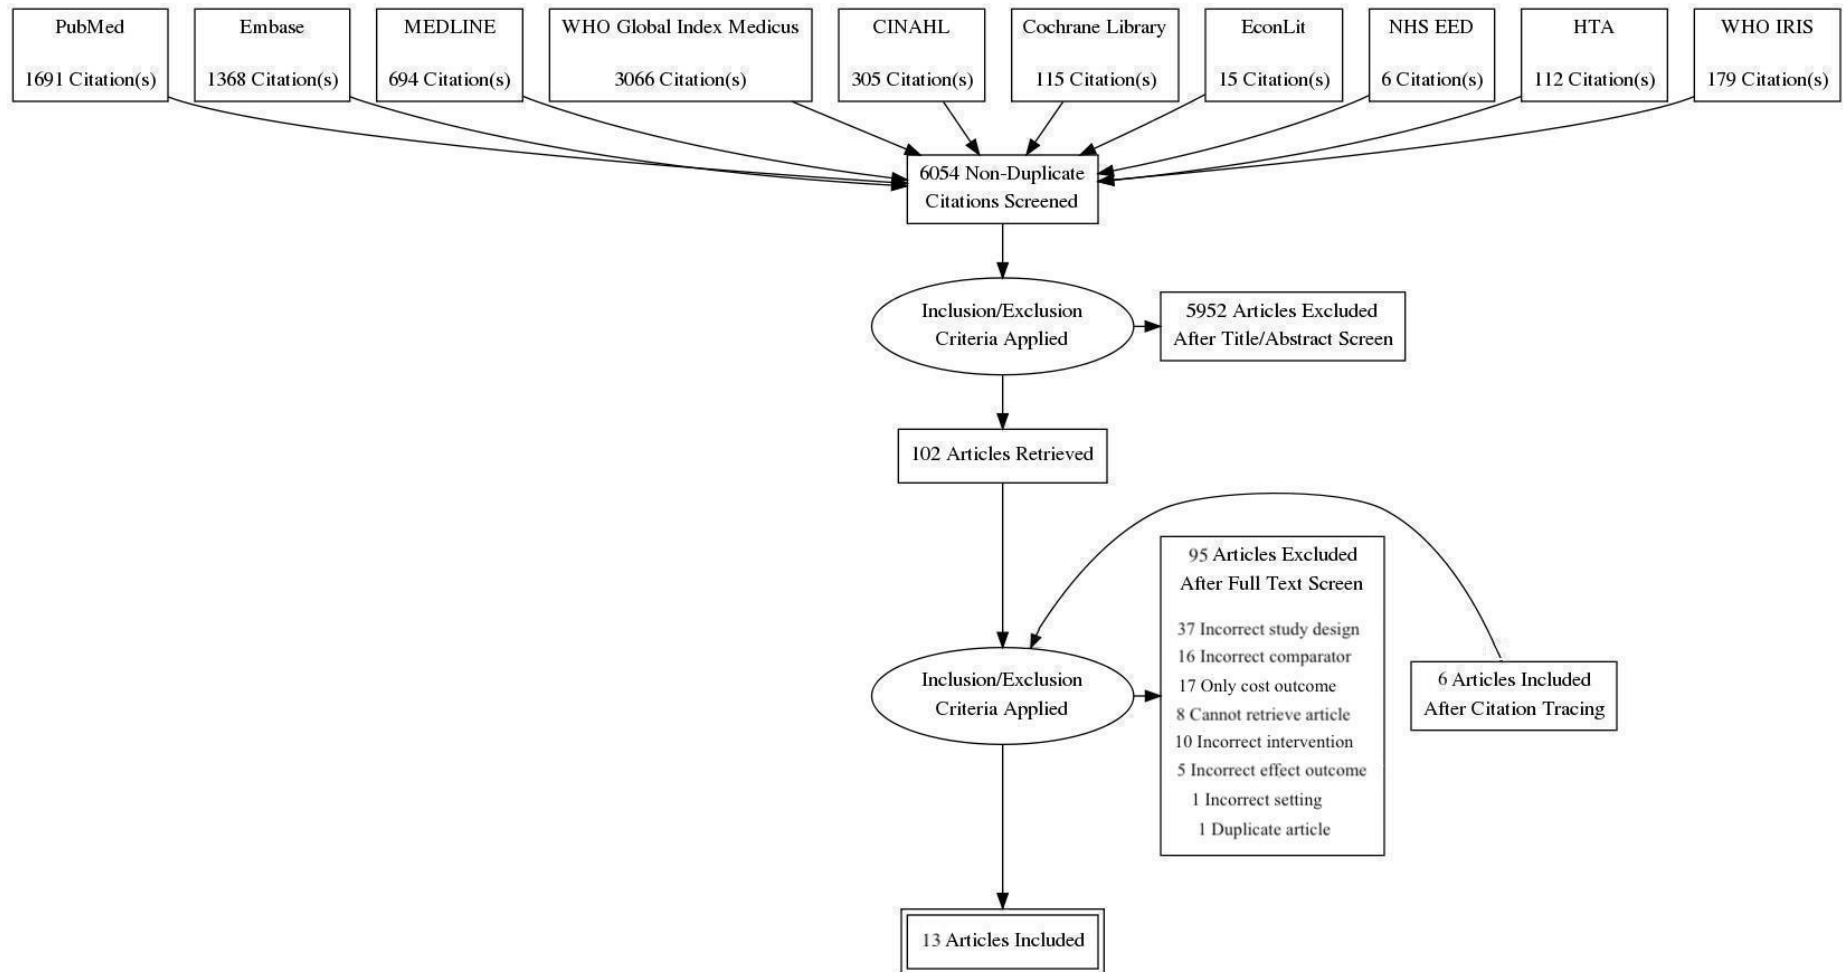 PubMed
1691 Citation(s)
Embase
1368 Citation(s)
MEDLINE
694 Citation(s)
WHO Global Index Medicus
3066 Citation(s)
CINAHL
305 Citation(s)
Cochrane Library
115 Citation(s)
EconLit
15 Citation(s)
NHS EED
6 Citation(s)
HTA
112 Citation(s)
WHO IRIS
179 Citation(s)
6054 Non-Duplicate
Citations Screened
Inclusion/Exclusion
Criteria Applied
5952 Articles Excluded
After Title/Abstract Screen
102 Articles Retrieved
Inclusion/Exclusion
Criteria Applied
95 Articles Excluded
After Full Text Screen
37 Incorrect study design
16 Incorrect comparator
17 Only cost outcome
8 Cannot retrieve article
10 Incorrect intervention
5 Incorrect effect outcome
1 Incorrect setting
1 Duplicate article
6 Articles Included
After Citation Tracing
13 Articles Included